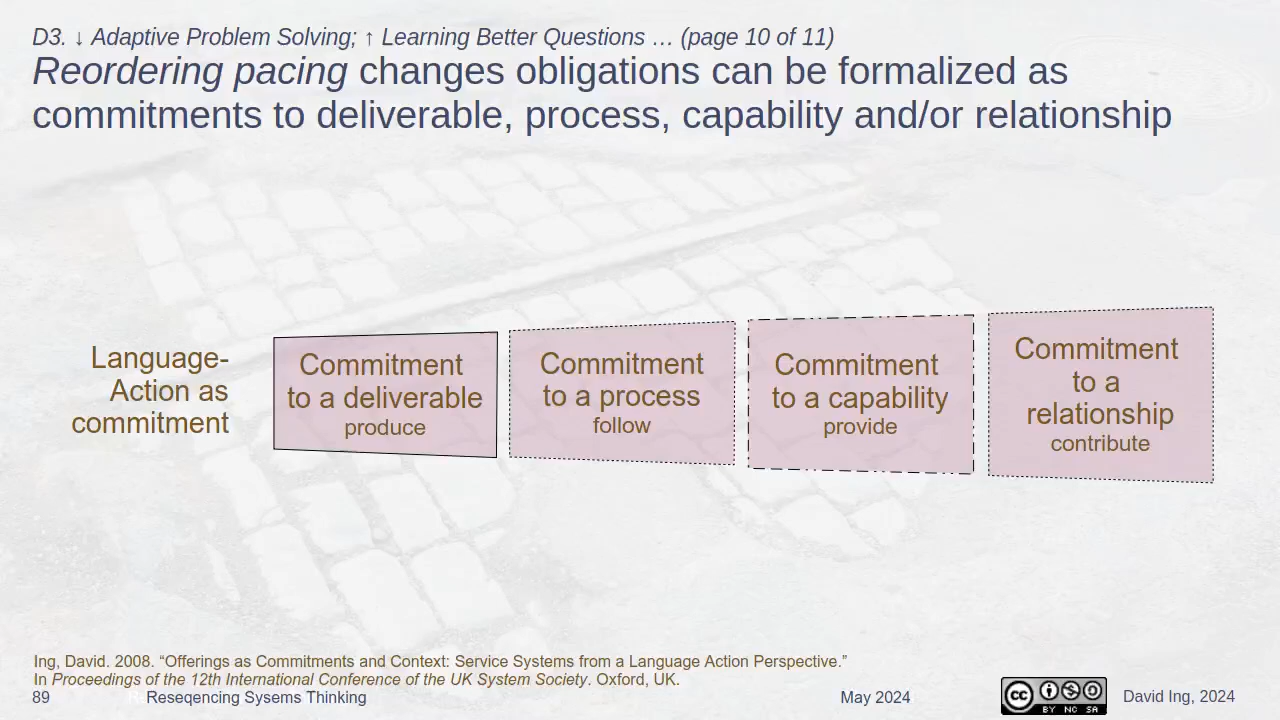 D3. ↓ Adaptive Problem Solving; ↑ Learning Better Questions … (page 10 of 11)
Reordering pacing changes obligations can be formalized as
commitments to deliverable, process, capability and/or relationship
Language-
Action as
commitment
Commitment
to a deliverable
produce
Commitment
to a process
follow
Commitment
to a capability
provide
Commitment
to a
relationship
contribute
Ing, David. 2008. “Offerings as Commitments and Context: Service Systems from a Language Action Perspective.”
In Proceedings of the 12th International Conference of the UK System Society. Oxford, UK.
89 Reseqencing Sysems Thinking May 2024 David Ing, 2024
cc BY NC SA